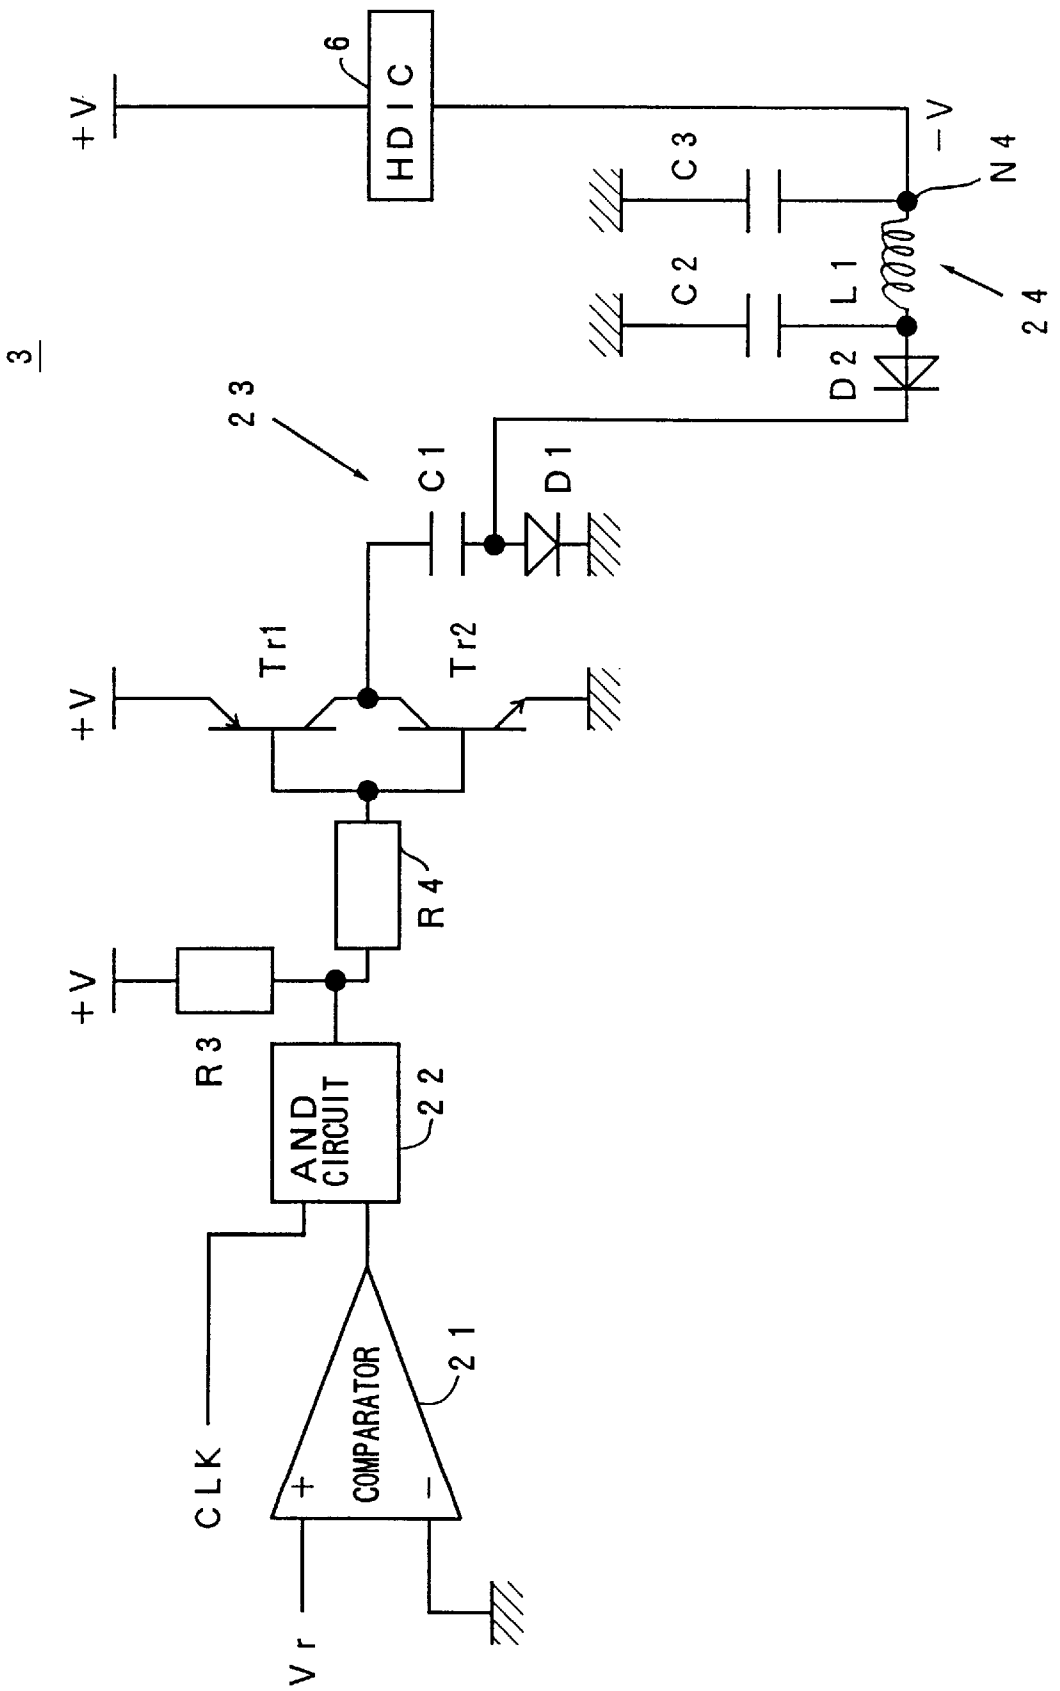 3
+V
+V
+V
6
HDIC
CLK
Vr
+
−
COMPARATOR
21
AND
CIRCUIT
22
R3
R4
Tr1
Tr2
23
C1
D1
C2
C3
D2
L1
−V
N4
24